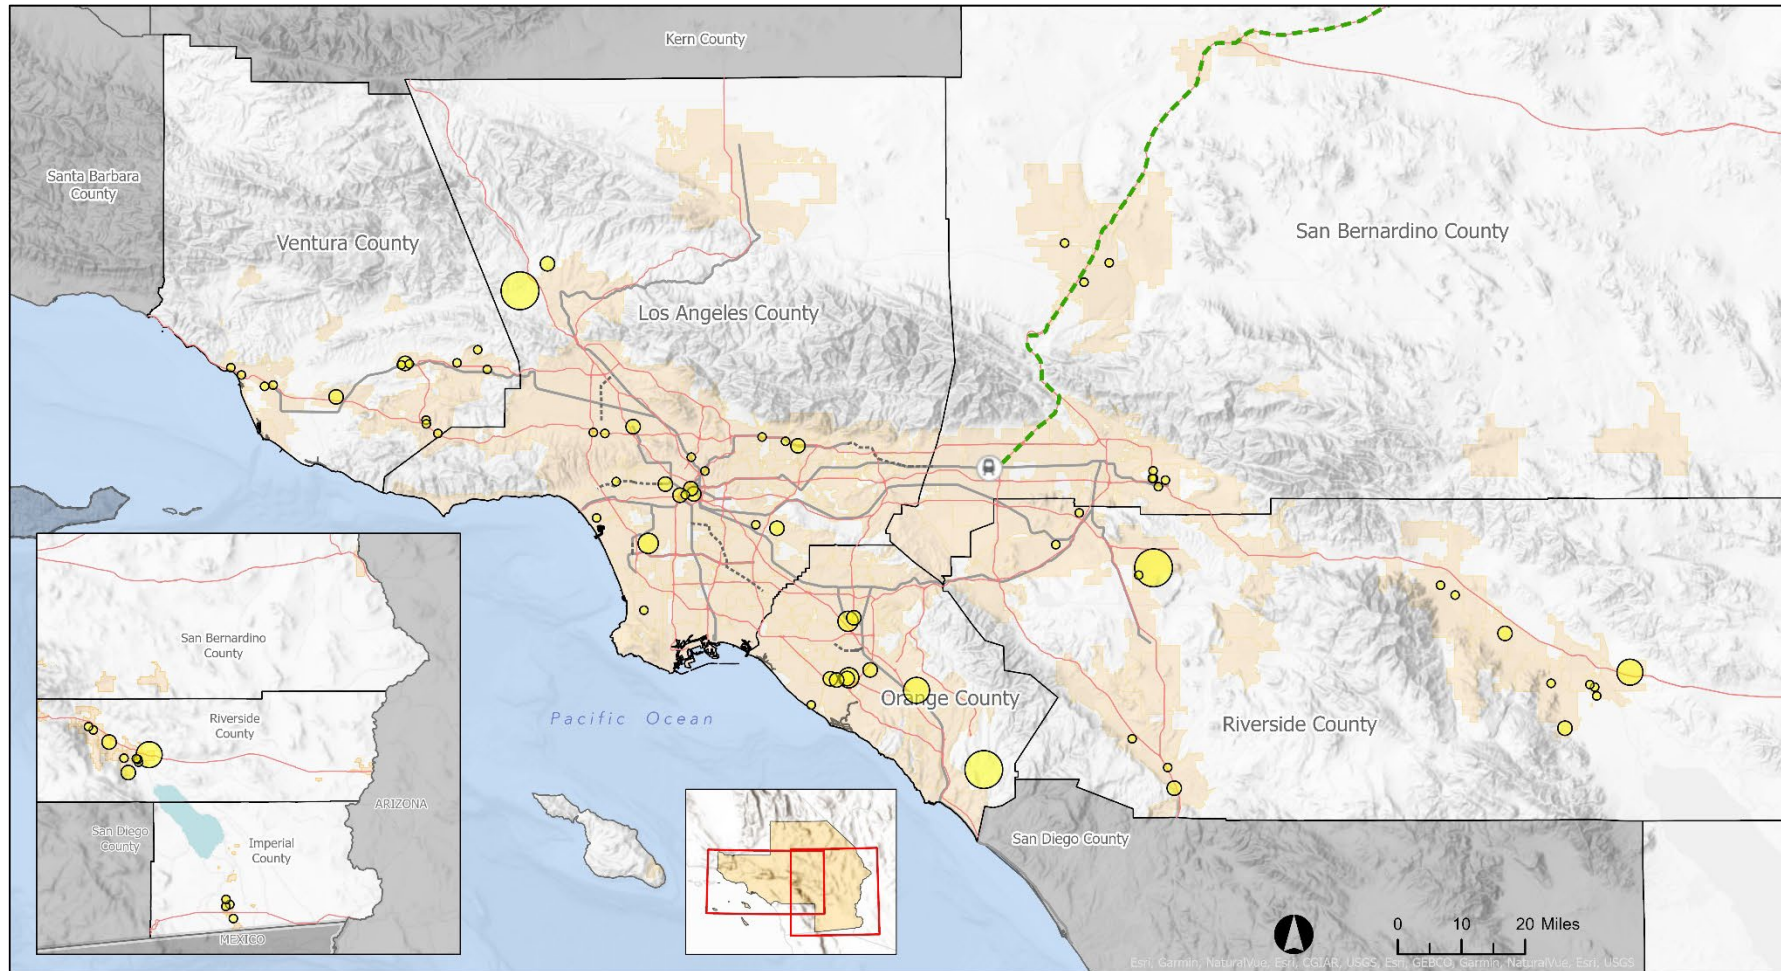 Kern County
Santa Barbara
County
Ventura County
San Bernardino County
Los Angeles County
Pacific Ocean
Orange County
Riverside County
San Diego County
San Bernardino
County
Riverside
County
ARIZONA
San Diego
County
Imperial
County
MEXICO
0 10 20 Miles
Esri, Garmin, NaturalVue, Esri, CGIAR, USGS, Esri, GEBCO, Garmin, NaturalVue, Esri, USGS